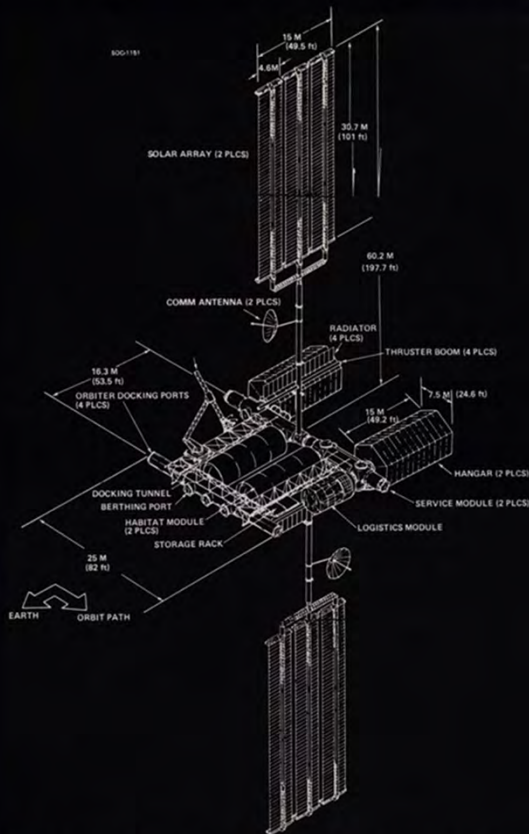 SOC-1151
15 M
(49.5 ft)
4.6M
30.7 M
(101 ft)
SOLAR ARRAY (2 PLCS)
60.2 M
(197.7 ft)
COMM ANTENNA (2 PLCS)
RADIATOR
(4 PLCS)
THRUSTER BOOM (4 PLCS)
16.3 M
(53.5 ft)
ORBITER DOCKING PORTS
(4 PLCS)
7.5 M (24.6 ft)
15 M
(49.2 ft)
HANGAR (2 PLCS)
DOCKING TUNNEL
BERTHING PORT
SERVICE MODULE (2 PLCS)
HABITAT MODULE
(2 PLCS)
LOGISTICS MODULE
STORAGE RACK
25 M
(82 ft)
EARTH
ORBIT PATH